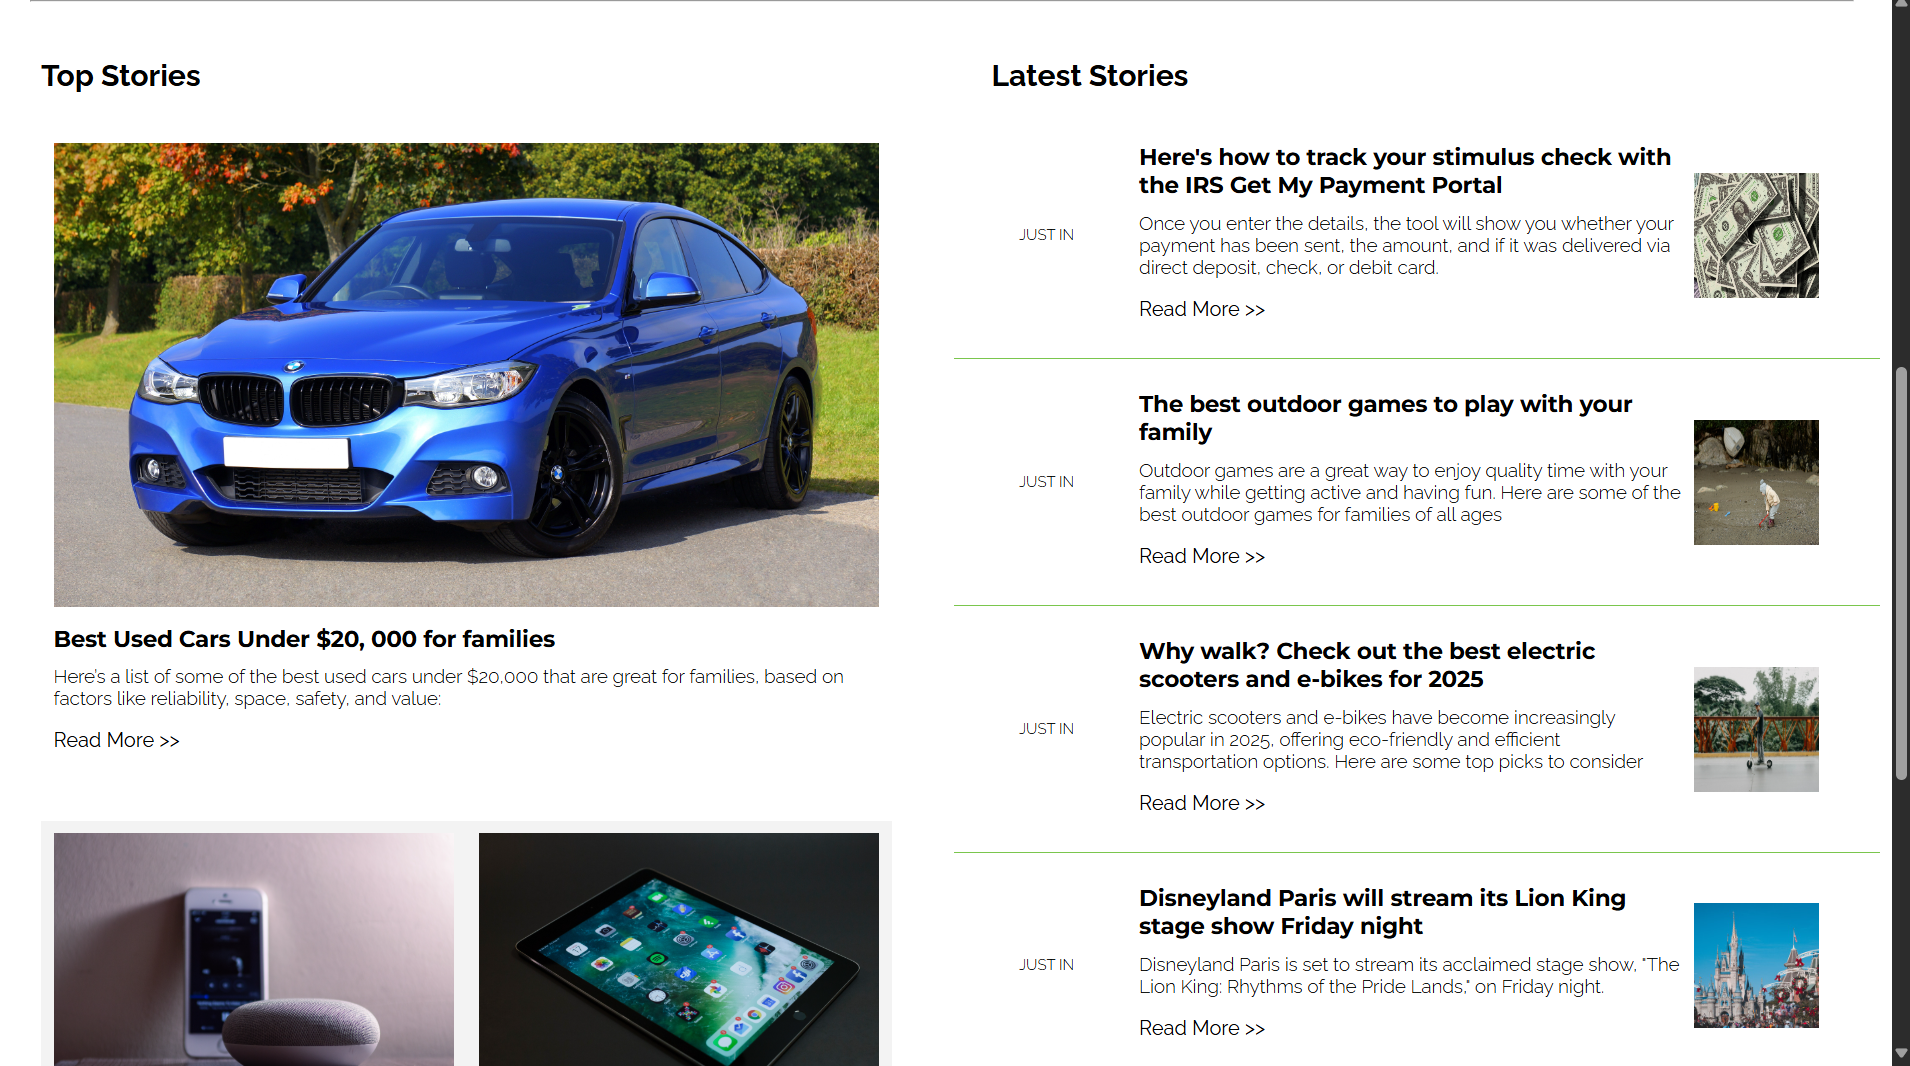 Top Stories
Best Used Cars Under $20, 000 for families
Here's a list of some of the best used cars under $20,000 that are great for families, based on
factors like reliability, space, safety, and value:
Read More >>
Latest Stories
JUST IN
Here's how to track your stimulus check with
the IRS Get My Payment Portal
Once you enter the details, the tool will show you whether your
payment has been sent, the amount, and if it was delivered via
direct deposit, check, or debit card.
Read More >>
JUST IN
The best outdoor games to play with your
family
Outdoor games are a great way to enjoy quality time with your
family while getting active and having fun. Here are some of the
best outdoor games for families of all ages
Read More >>
JUST IN
Why walk? Check out the best electric
scooters and e-bikes for 2025
Electric scooters and e-bikes have become increasingly
popular in 2025, offering eco-friendly and efficient
transportation options. Here are some top picks to consider
Read More >>
JUST IN
Disneyland Paris will stream its Lion King
stage show Friday night
Disneyland Paris is set to stream its acclaimed stage show, "The
Lion King: Rhythms of the Pride Lands," on Friday night.
Read More >>